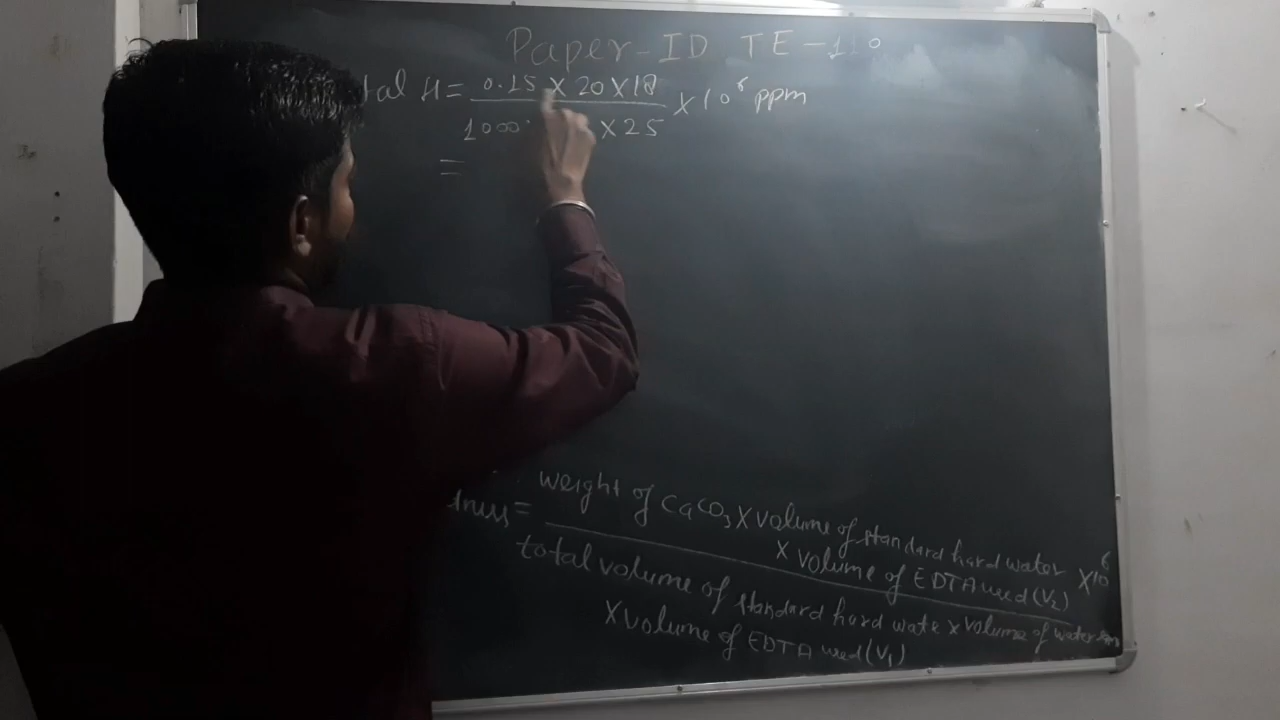 Paper-ID TE-110
tal H = 0.15 X 20 X 18
X 10⁶ ppm
1000 X 25
=
weight of CaCO₃ X volume of standard hard water
X volume of EDTA used (V₂)
= X 10⁶
total volume of standard hard wate x volume of water
X volume of EDTA used (V₁)